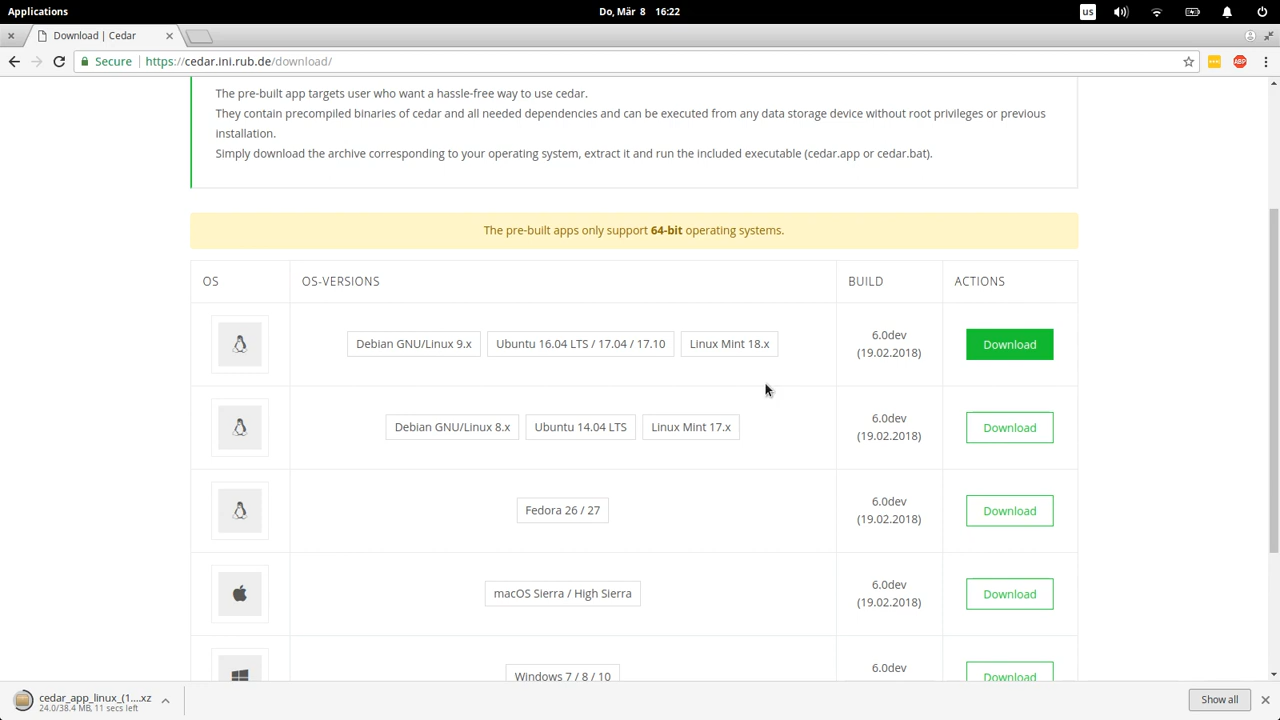 Applications
Do, Mär 8 16:22
us
Download | Cedar
Secure
https://cedar.ini.rub.de/download/
ABP
The pre-built app targets user who want a hassle-free way to use cedar.
They contain precompiled binaries of cedar and all needed dependencies and can be executed from any data storage device without root privileges or previous
installation.
Simply download the archive corresponding to your operating system, extract it and run the included executable (cedar.app or cedar.bat).
The pre-built apps only support 64-bit operating systems.
OS OS-VERSIONS BUILD ACTIONS
Debian GNU/Linux 9.x Ubuntu 16.04 LTS / 17.04 / 17.10 Linux Mint 18.x
6.0dev
(19.02.2018)
Download
Debian GNU/Linux 8.x Ubuntu 14.04 LTS Linux Mint 17.x
6.0dev
(19.02.2018)
Download
Fedora 26 / 27
6.0dev
(19.02.2018)
Download
macOS Sierra / High Sierra
6.0dev
(19.02.2018)
Download
Windows 7 / 8 / 10
6.0dev
Download
cedar_app_linux_(1....xz
24.0/38.4 MB, 11 secs left
Show all